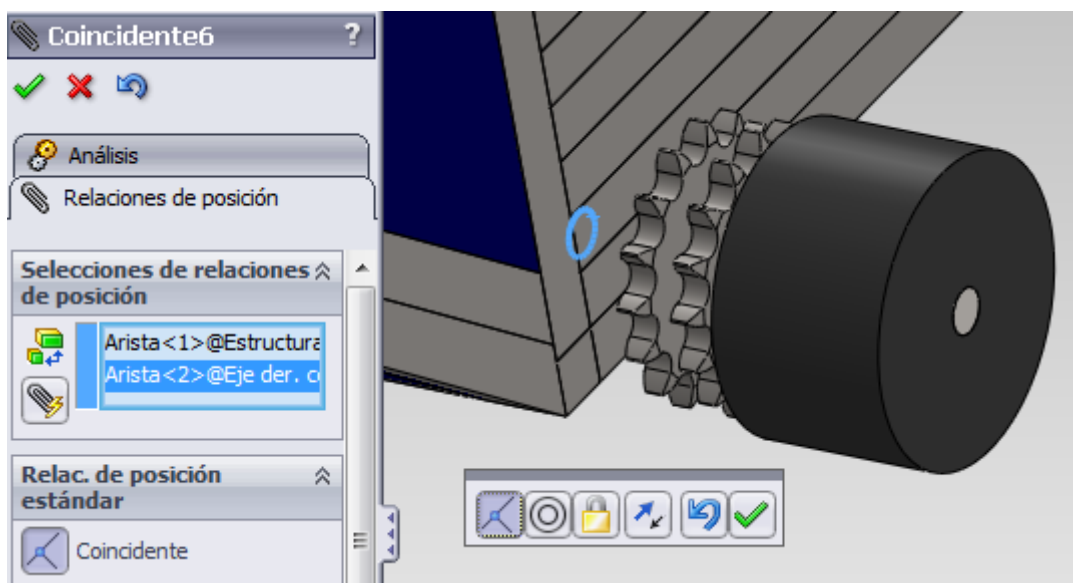 Coincidente6 ?
Análisis
Relaciones de posición
Selecciones de relaciones
de posición
Arista<1>@Estructura
Arista<2>@Eje der. c
Relac. de posición
estándar
Coincidente